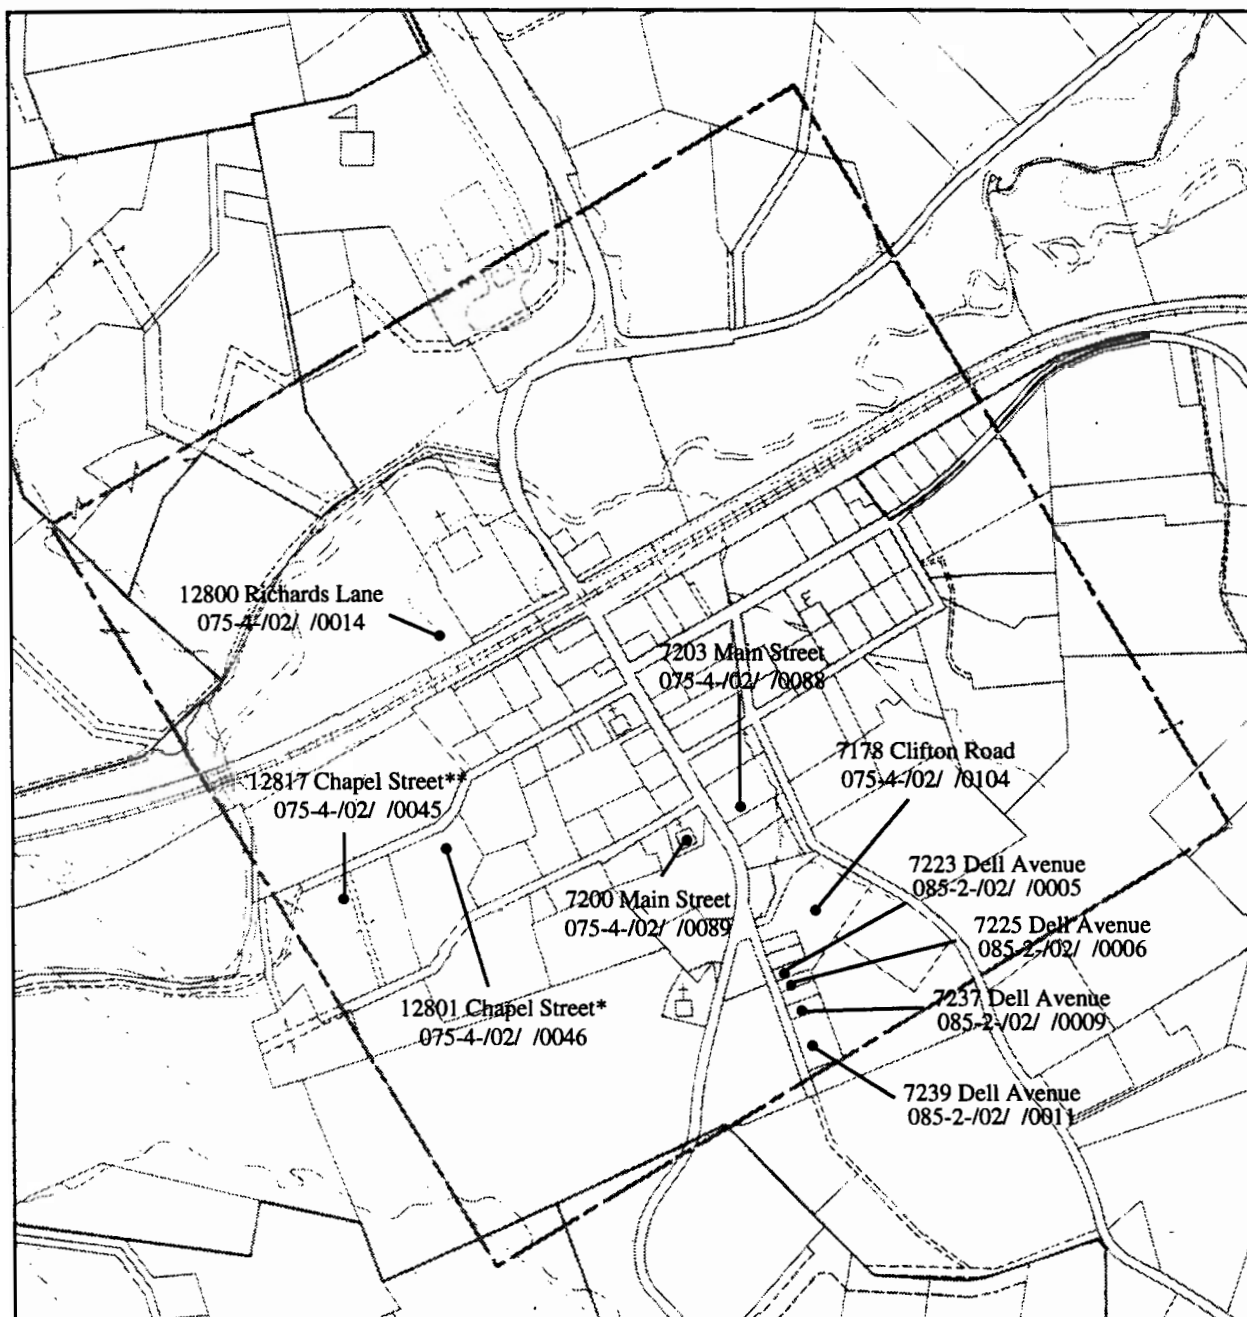 12800 Richards Lane
075-4-/02/ /0014
7203 Main Street
075-4-/02/ /0088
7178 Clifton Road
075-4-/02/ /0104
12817 Chapel Street**
075-4-/02/ /0045
7223 Dell Avenue
085-2-/02/ /0005
7200 Main Street
075-4-/02/ /0089
7225 Dell Avenue
085-2-/02/ /0006
12801 Chapel Street*
075-4-/02/ /0046
7237 Dell Avenue
085-2-/02/ /0009
7239 Dell Avenue
085-2-/02/ /0011